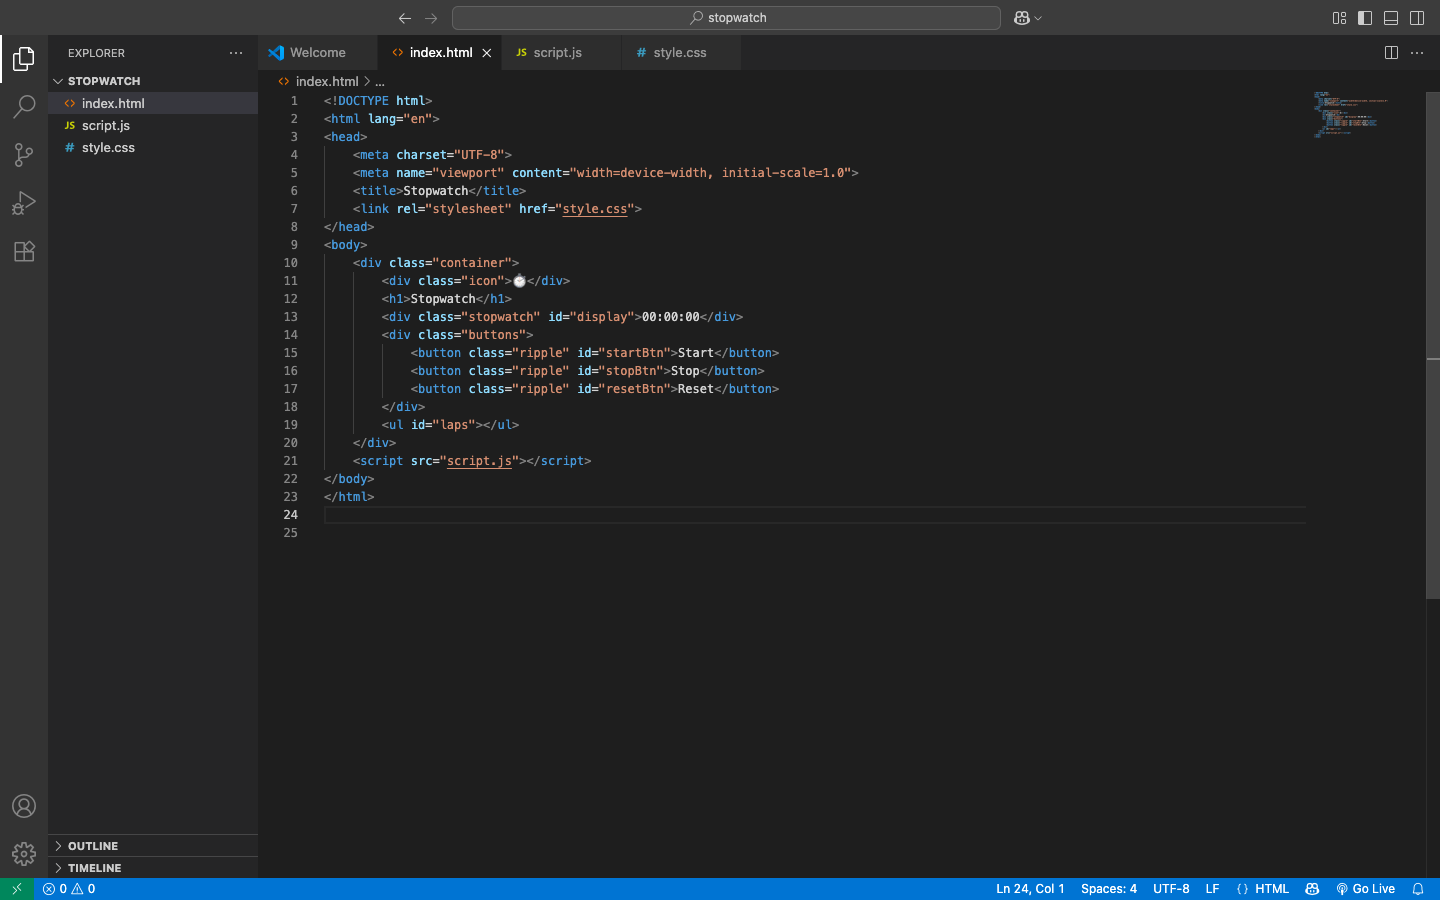 stopwatch
EXPLORER
STOPWATCH
index.html
JS script.js
# style.css
OUTLINE
TIMELINE
Welcome
<> index.html
JS script.js
# style.css
<> index.html > ...
1 <!DOCTYPE html>
2 <html lang="en">
3 <head>
4     <meta charset="UTF-8">
5     <meta name="viewport" content="width=device-width, initial-scale=1.0">
6     <title>Stopwatch</title>
7     <link rel="stylesheet" href="style.css">
8 </head>
9 <body>
10     <div class="container">
11         <div class="icon">⏱</div>
12         <h1>Stopwatch</h1>
13         <div class="stopwatch" id="display">00:00:00</div>
14         <div class="buttons">
15             <button class="ripple" id="startBtn">Start</button>
16             <button class="ripple" id="stopBtn">Stop</button>
17             <button class="ripple" id="resetBtn">Reset</button>
18         </div>
19         <ul id="laps"></ul>
20     </div>
21     <script src="script.js"></script>
22 </body>
23 </html>
24
25
0 0 Ln 24, Col 1 Spaces: 4 UTF-8 LF {} HTML Go Live